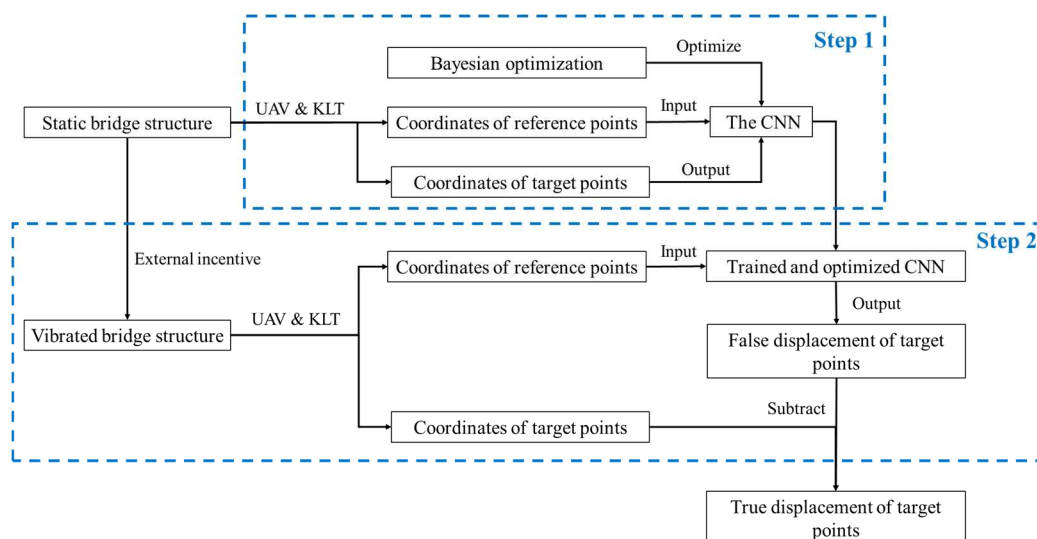 Step 1
Optimize
Bayesian optimization
UAV & KLT
Input
Static bridge structure
Coordinates of reference points
The CNN
Output
Coordinates of target points
Step 2
External incentive
Input
Coordinates of reference points
Trained and optimized CNN
Output
UAV & KLT
Vibrated bridge structure
False displacement of target
points
Subtract
Coordinates of target points
True displacement of target
points